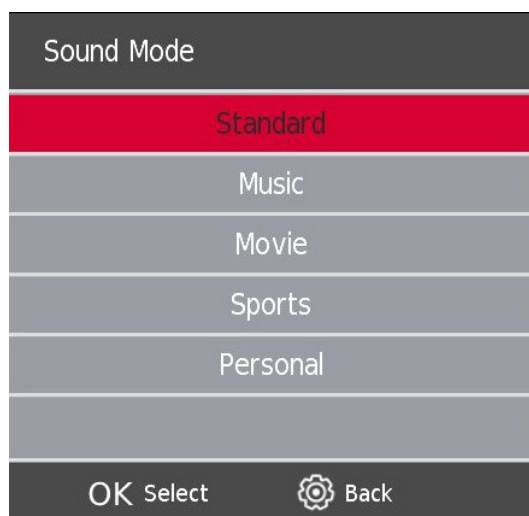 Sound Mode
Standard
Music
Movie
Sports
Personal
OK Select Back